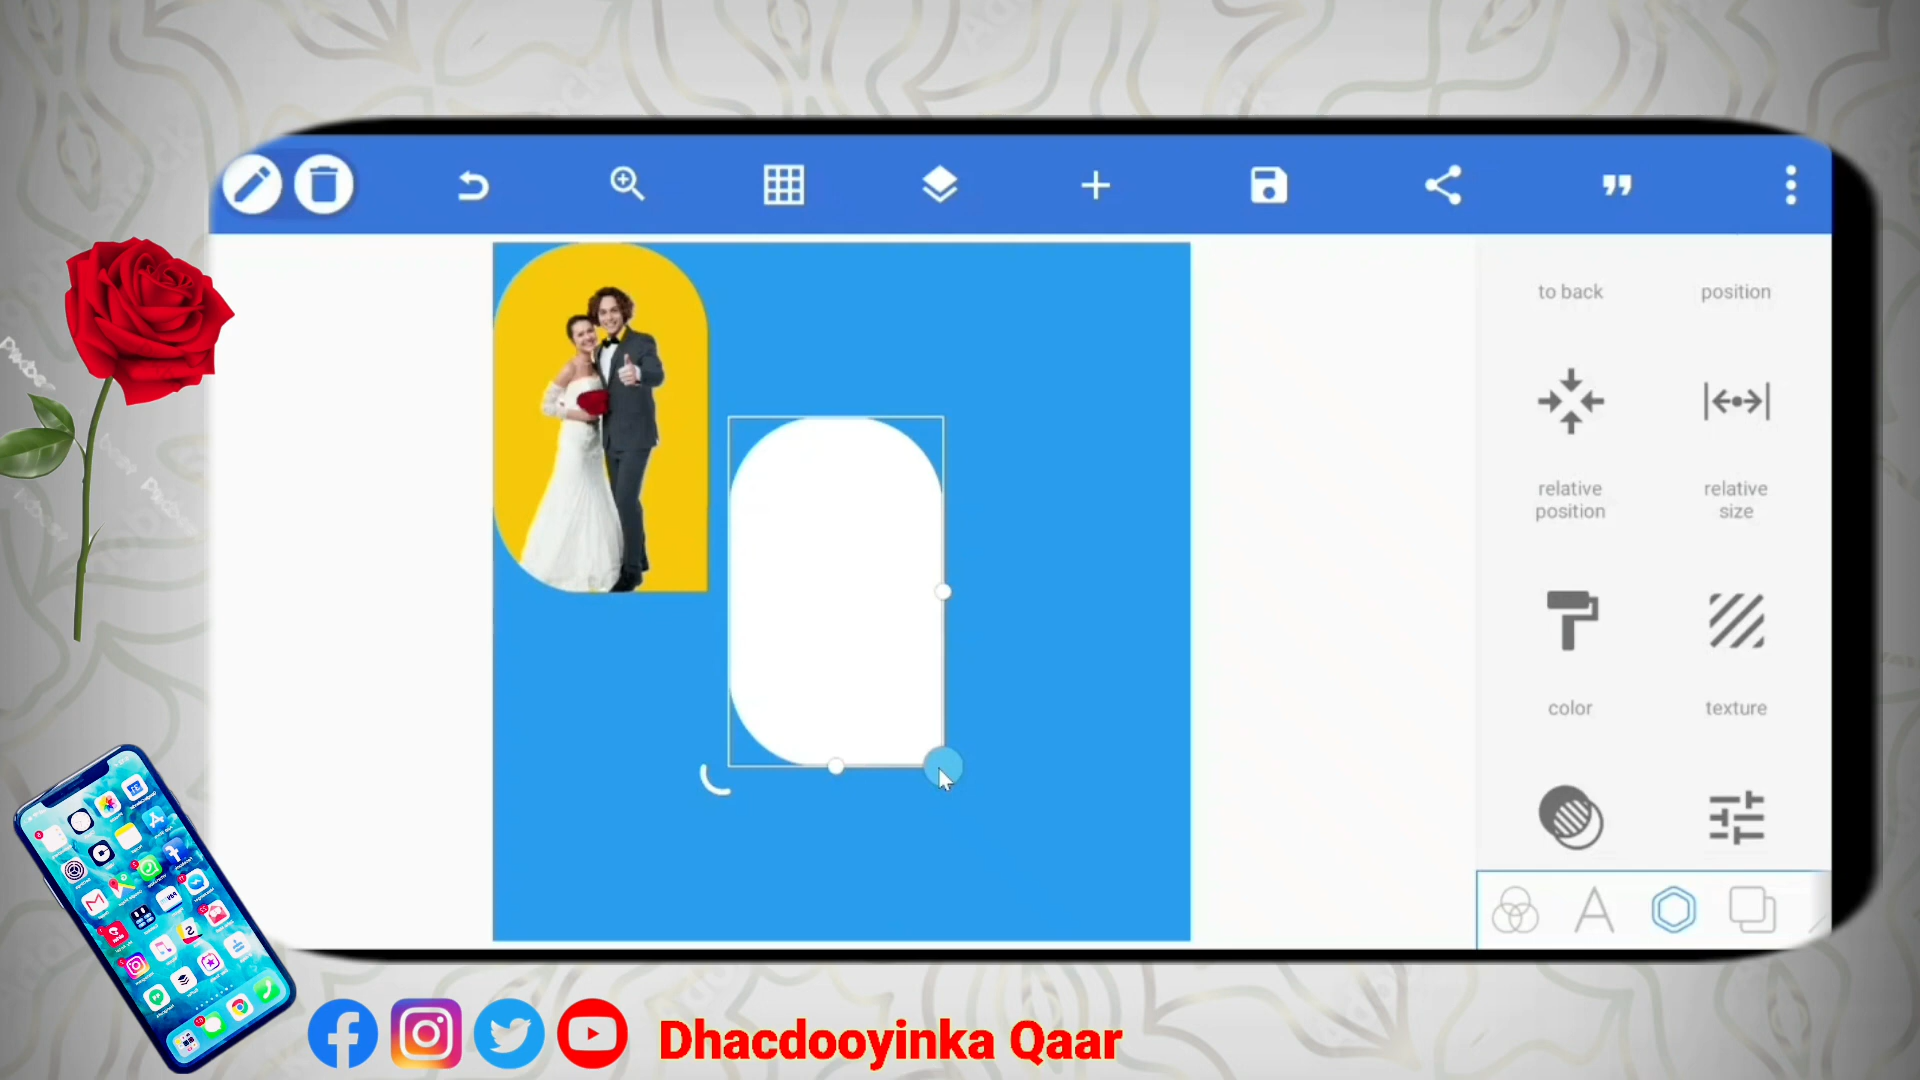 to back
position
relative
position
relative
size
color
texture
Dhacdooyinka Qaar